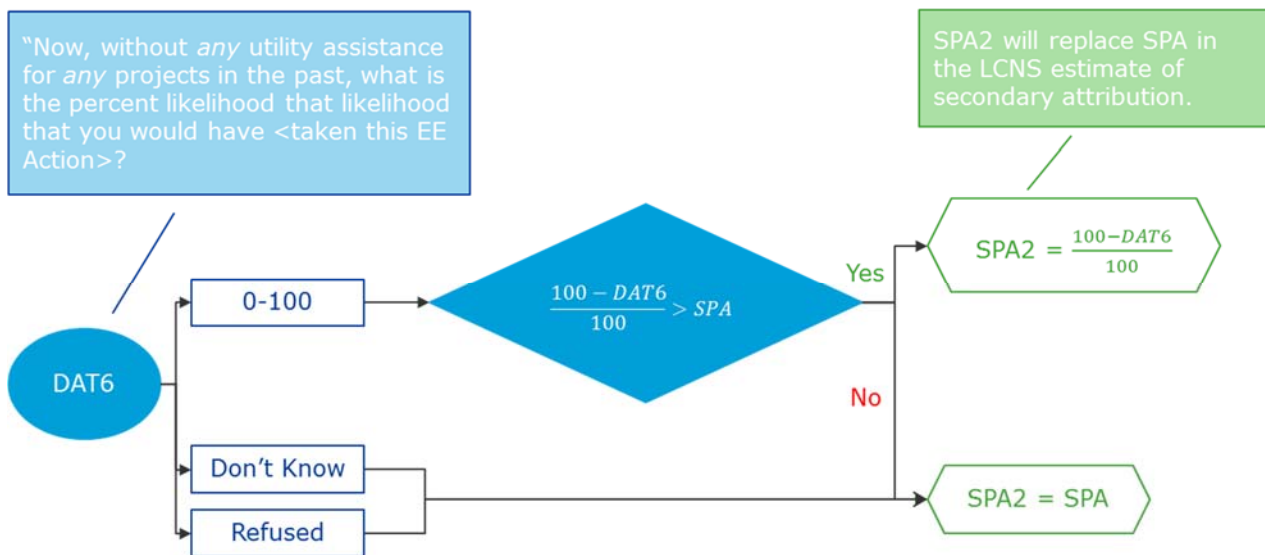 “Now, without any utility assistance
for any projects in the past, what is
the percent likelihood that likelihood
that you would have <taken this EE
Action>?
SPA2 will replace SPA in
the LCNS estimate of
secondary attribution.
DAT6
0-100
100 − DAT6
100
> SPA
Yes
No
SPA2 =
100−DAT6
100
Don’t Know
Refused
SPA2 = SPA